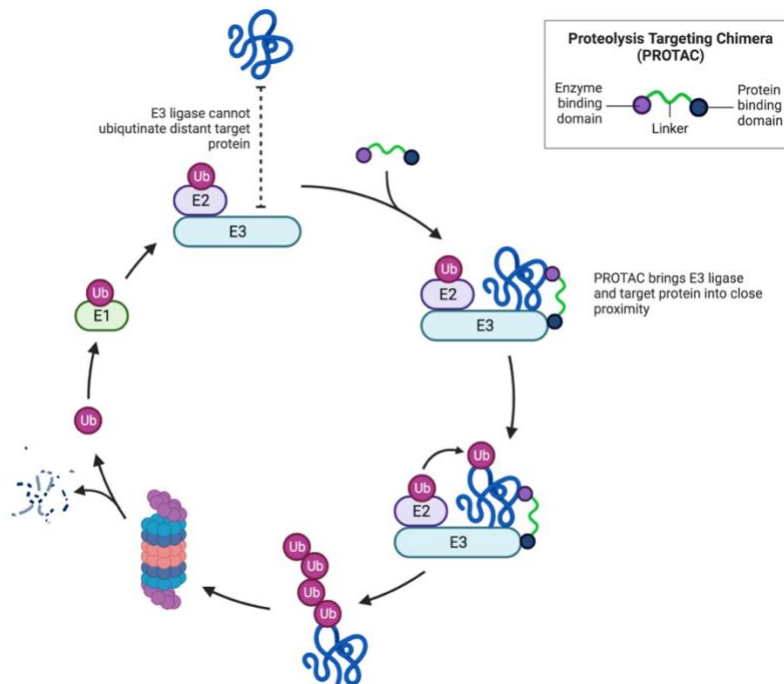 Proteolysis Targeting Chimera
(PROTAC)
Enzyme
binding
domain
Linker
Protein
binding
domain
E3 ligase cannot
ubiqutinate distant target
protein
Ub
E2
E3
Ub
E2
E3
PROTAC brings E3 ligase
and target protein into close
proximity
Ub
E1
Ub
Ub
Ub
E2
E3
Ub
Ub
Ub
Ub